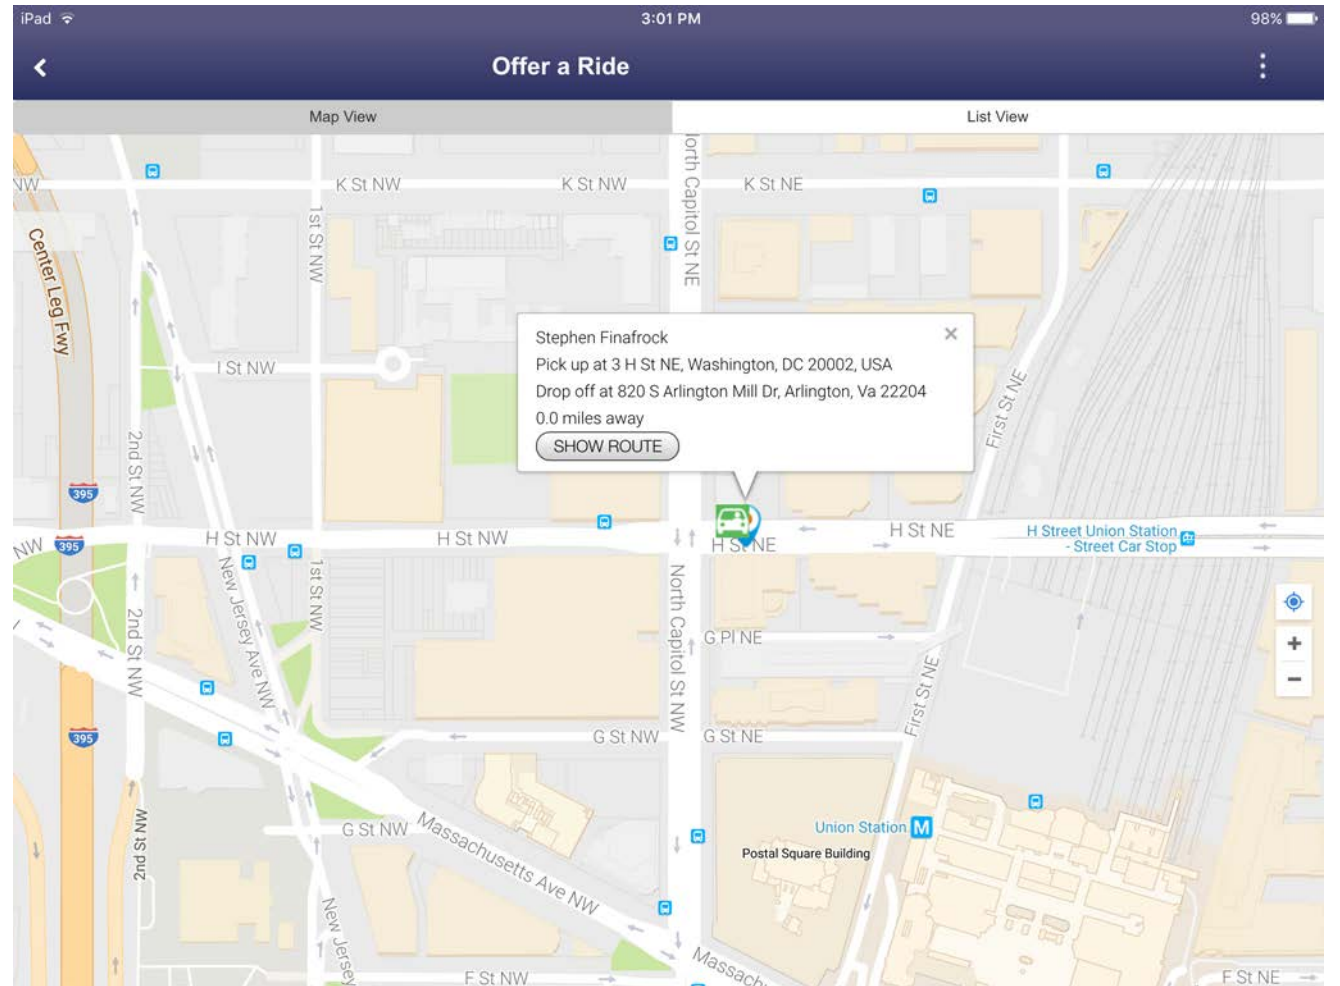 iPad 3:01 PM 98%
Offer a Ride
Map View List View
NW K St NW K St NW K St NE
Center Leg Fwy
1st St NW
North Capitol St NE
Stephen Finafrock ×
Pick up at 3 H St NE, Washington, DC 20002, USA
Drop off at 820 S Arlington Mill Dr, Arlington, Va 22204
0.0 miles away
SHOW ROUTE
I St NW
First St NE
2nd St NW
395
NW 395 H St NW H St NW H St NE H St NE
H Street Union Station
- Street Car Stop
New Jersey Ave NW
1st St NW
2nd St NW
North Capitol St NW
G Pl NE
First St NE
+
−
395
G St NW G St NE
2nd St NW
G St NW
Massachusetts Ave NW
Union Station M
Postal Square Building
New Jersey
Massach
F St NW F St NE